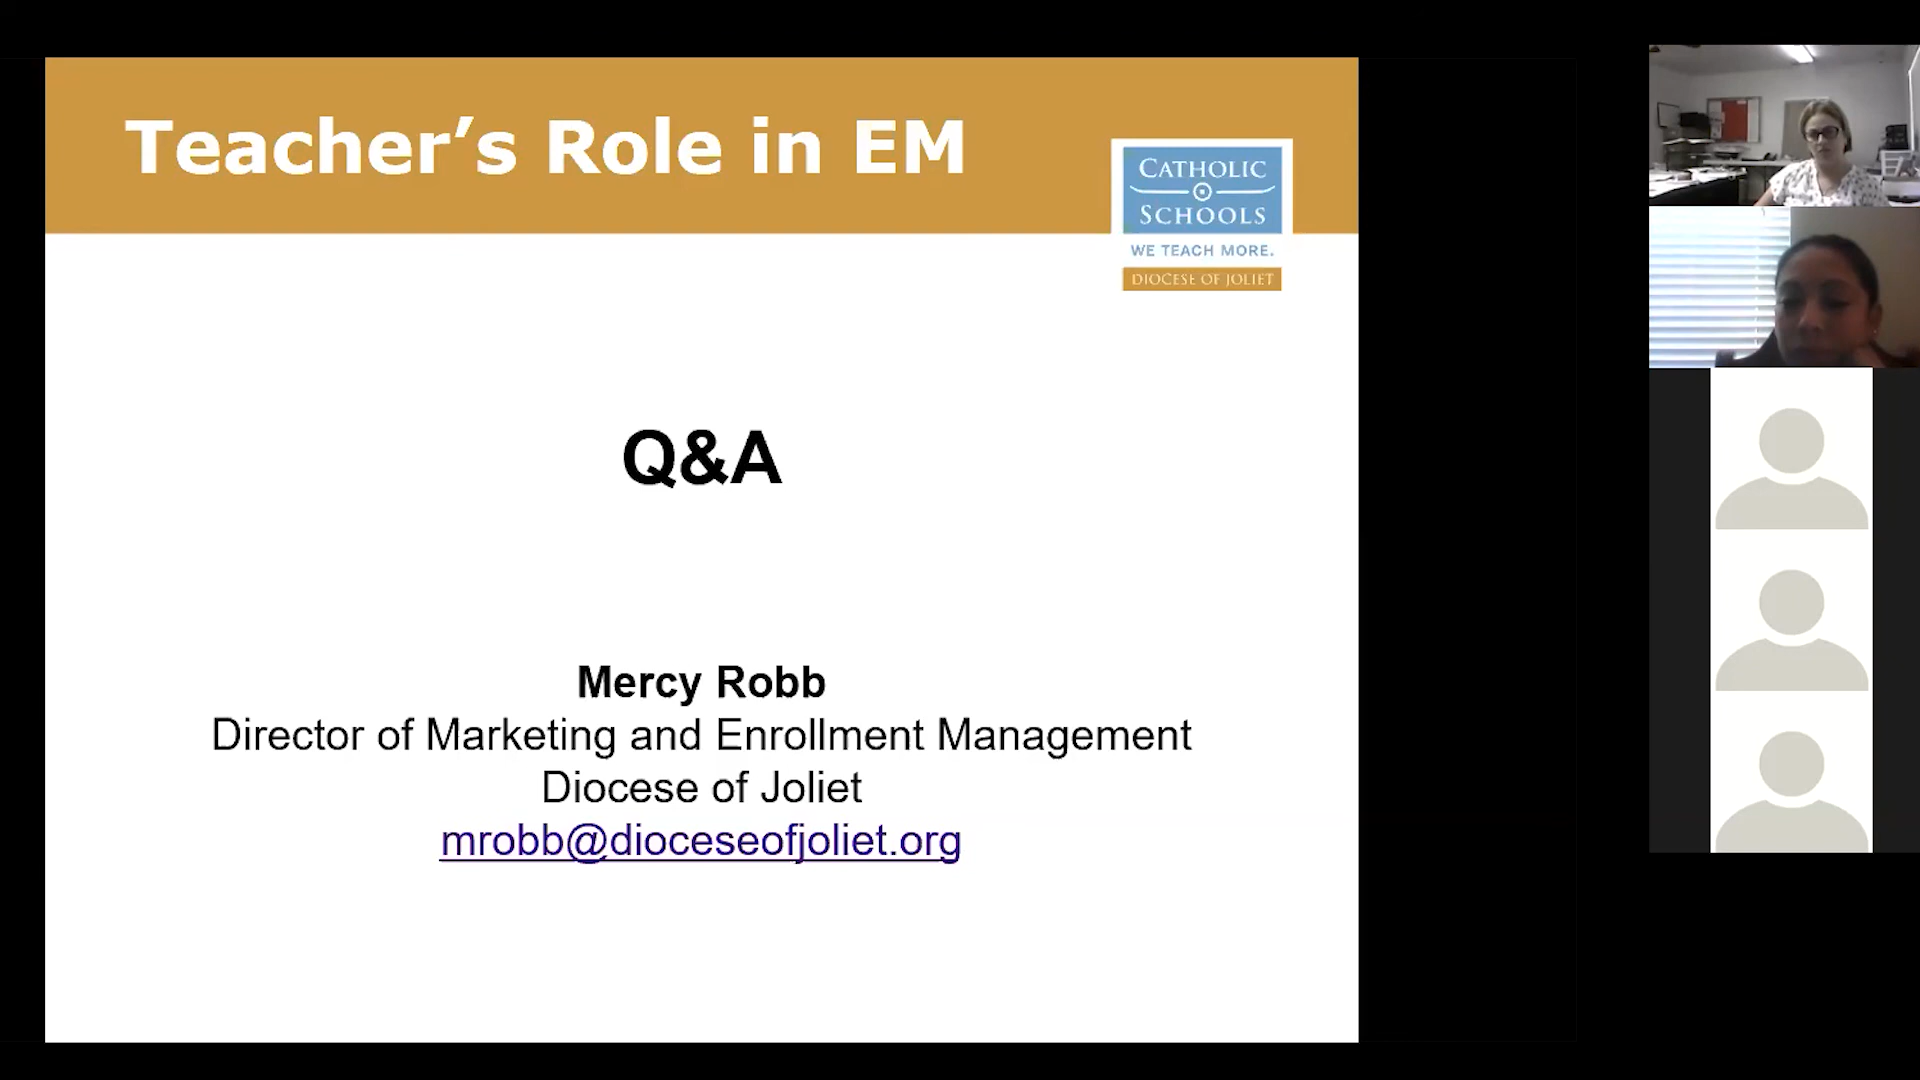 Teacher’s Role in EM
CATHOLIC
SCHOOLS
WE TEACH MORE.
DIOCESE OF JOLIET
Q&A
Mercy Robb
Director of Marketing and Enrollment Management
Diocese of Joliet
mrobb@dioceseofjoliet.org